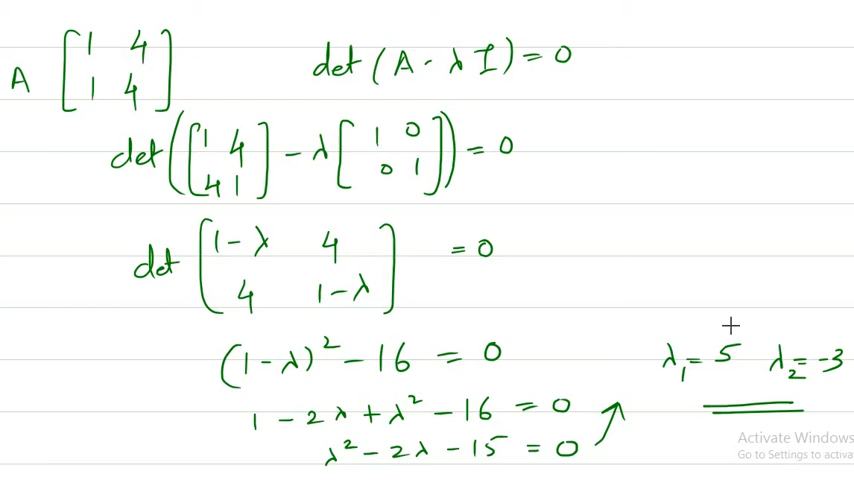 A [1 4 1 4] det (A - λ I) = 0
det([1 4 4 1] - λ[1 0 0 1]) = 0
det [1-λ 4 4 1-λ] = 0
(1-λ)² - 16 = 0
λ₁ = 5 λ₂ = -3
1 - 2λ + λ² - 16 = 0
λ² - 2λ - 15 = 0
Activate Windows
Go to Settings to activa